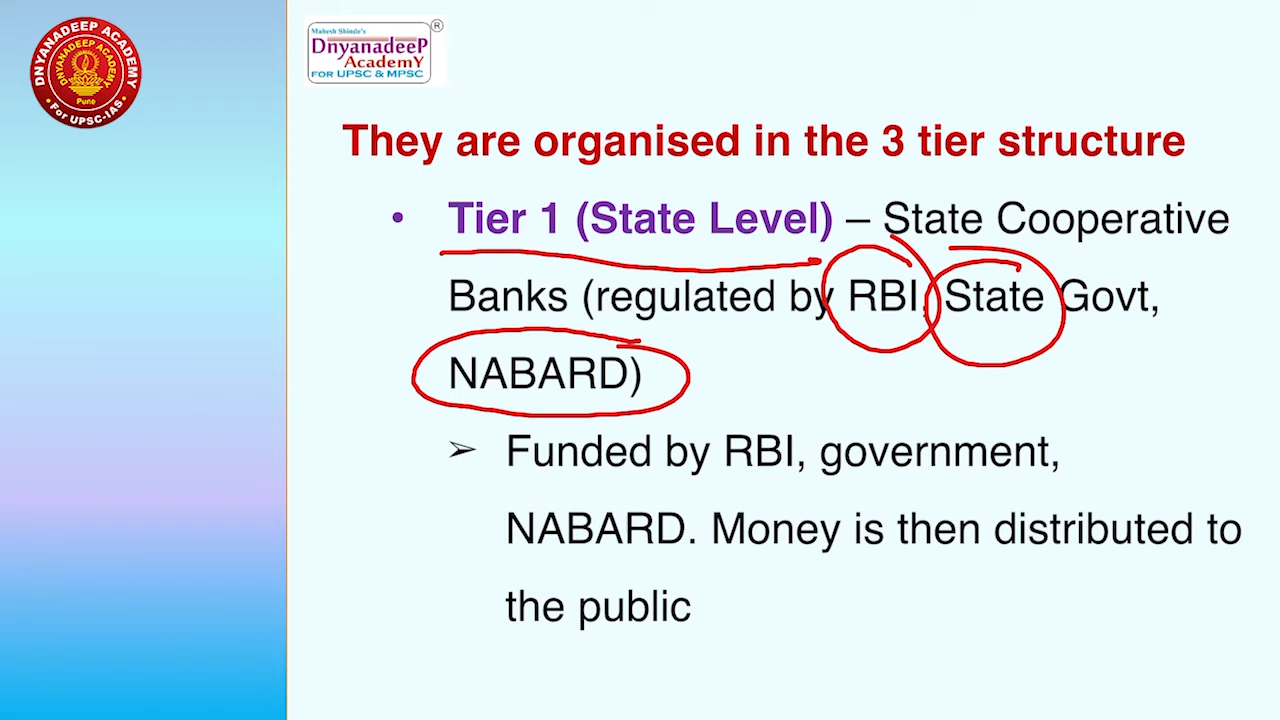 DNYANADEEP ACADEMY
DNYANADEEP ACADEMY
Pune
• For UPSC-IAS •
Mahesh Shinde's
DnyanadeeP
AcademY
FOR UPSC & MPSC
®
They are organised in the 3 tier structure
• Tier 1 (State Level) – State Cooperative
Banks (regulated by RBI, State Govt,
NABARD)
➢ Funded by RBI, government,
NABARD. Money is then distributed to
the public